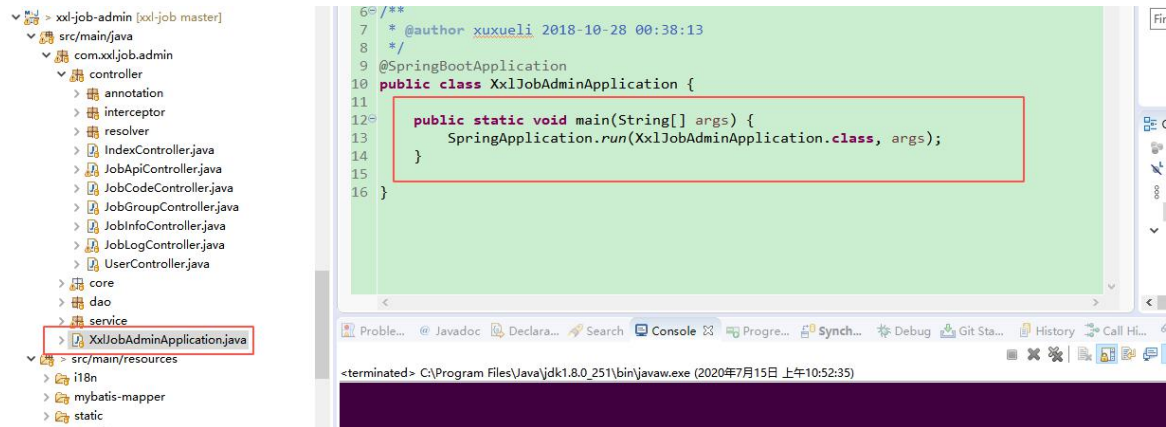 > xxl-job-admin [xxl-job master]
src/main/java
com.xxl.job.admin
controller
annotation
interceptor
resolver
IndexController.java
JobApiController.java
JobCodeController.java
JobGroupController.java
JobInfoController.java
JobLogController.java
UserController.java
core
dao
service
XxlJobAdminApplication.java
> src/main/resources
i18n
mybatis-mapper
static
6 /**
7 * @author xuxueli 2018-10-28 00:38:13
8 */
9 @SpringBootApplication
10 public class XxlJobAdminApplication {
11
12 public static void main(String[] args) {
13 SpringApplication.run(XxlJobAdminApplication.class, args);
14 }
15
16 }
Proble... @ Javadoc Declara... Search Console Progre... Synch... Debug Git Sta... History Call Hi...
<terminated> C:\Program Files\Java\jdk1.8.0_251\bin\javaw.exe (2020年7月15日 上午10:52:35)